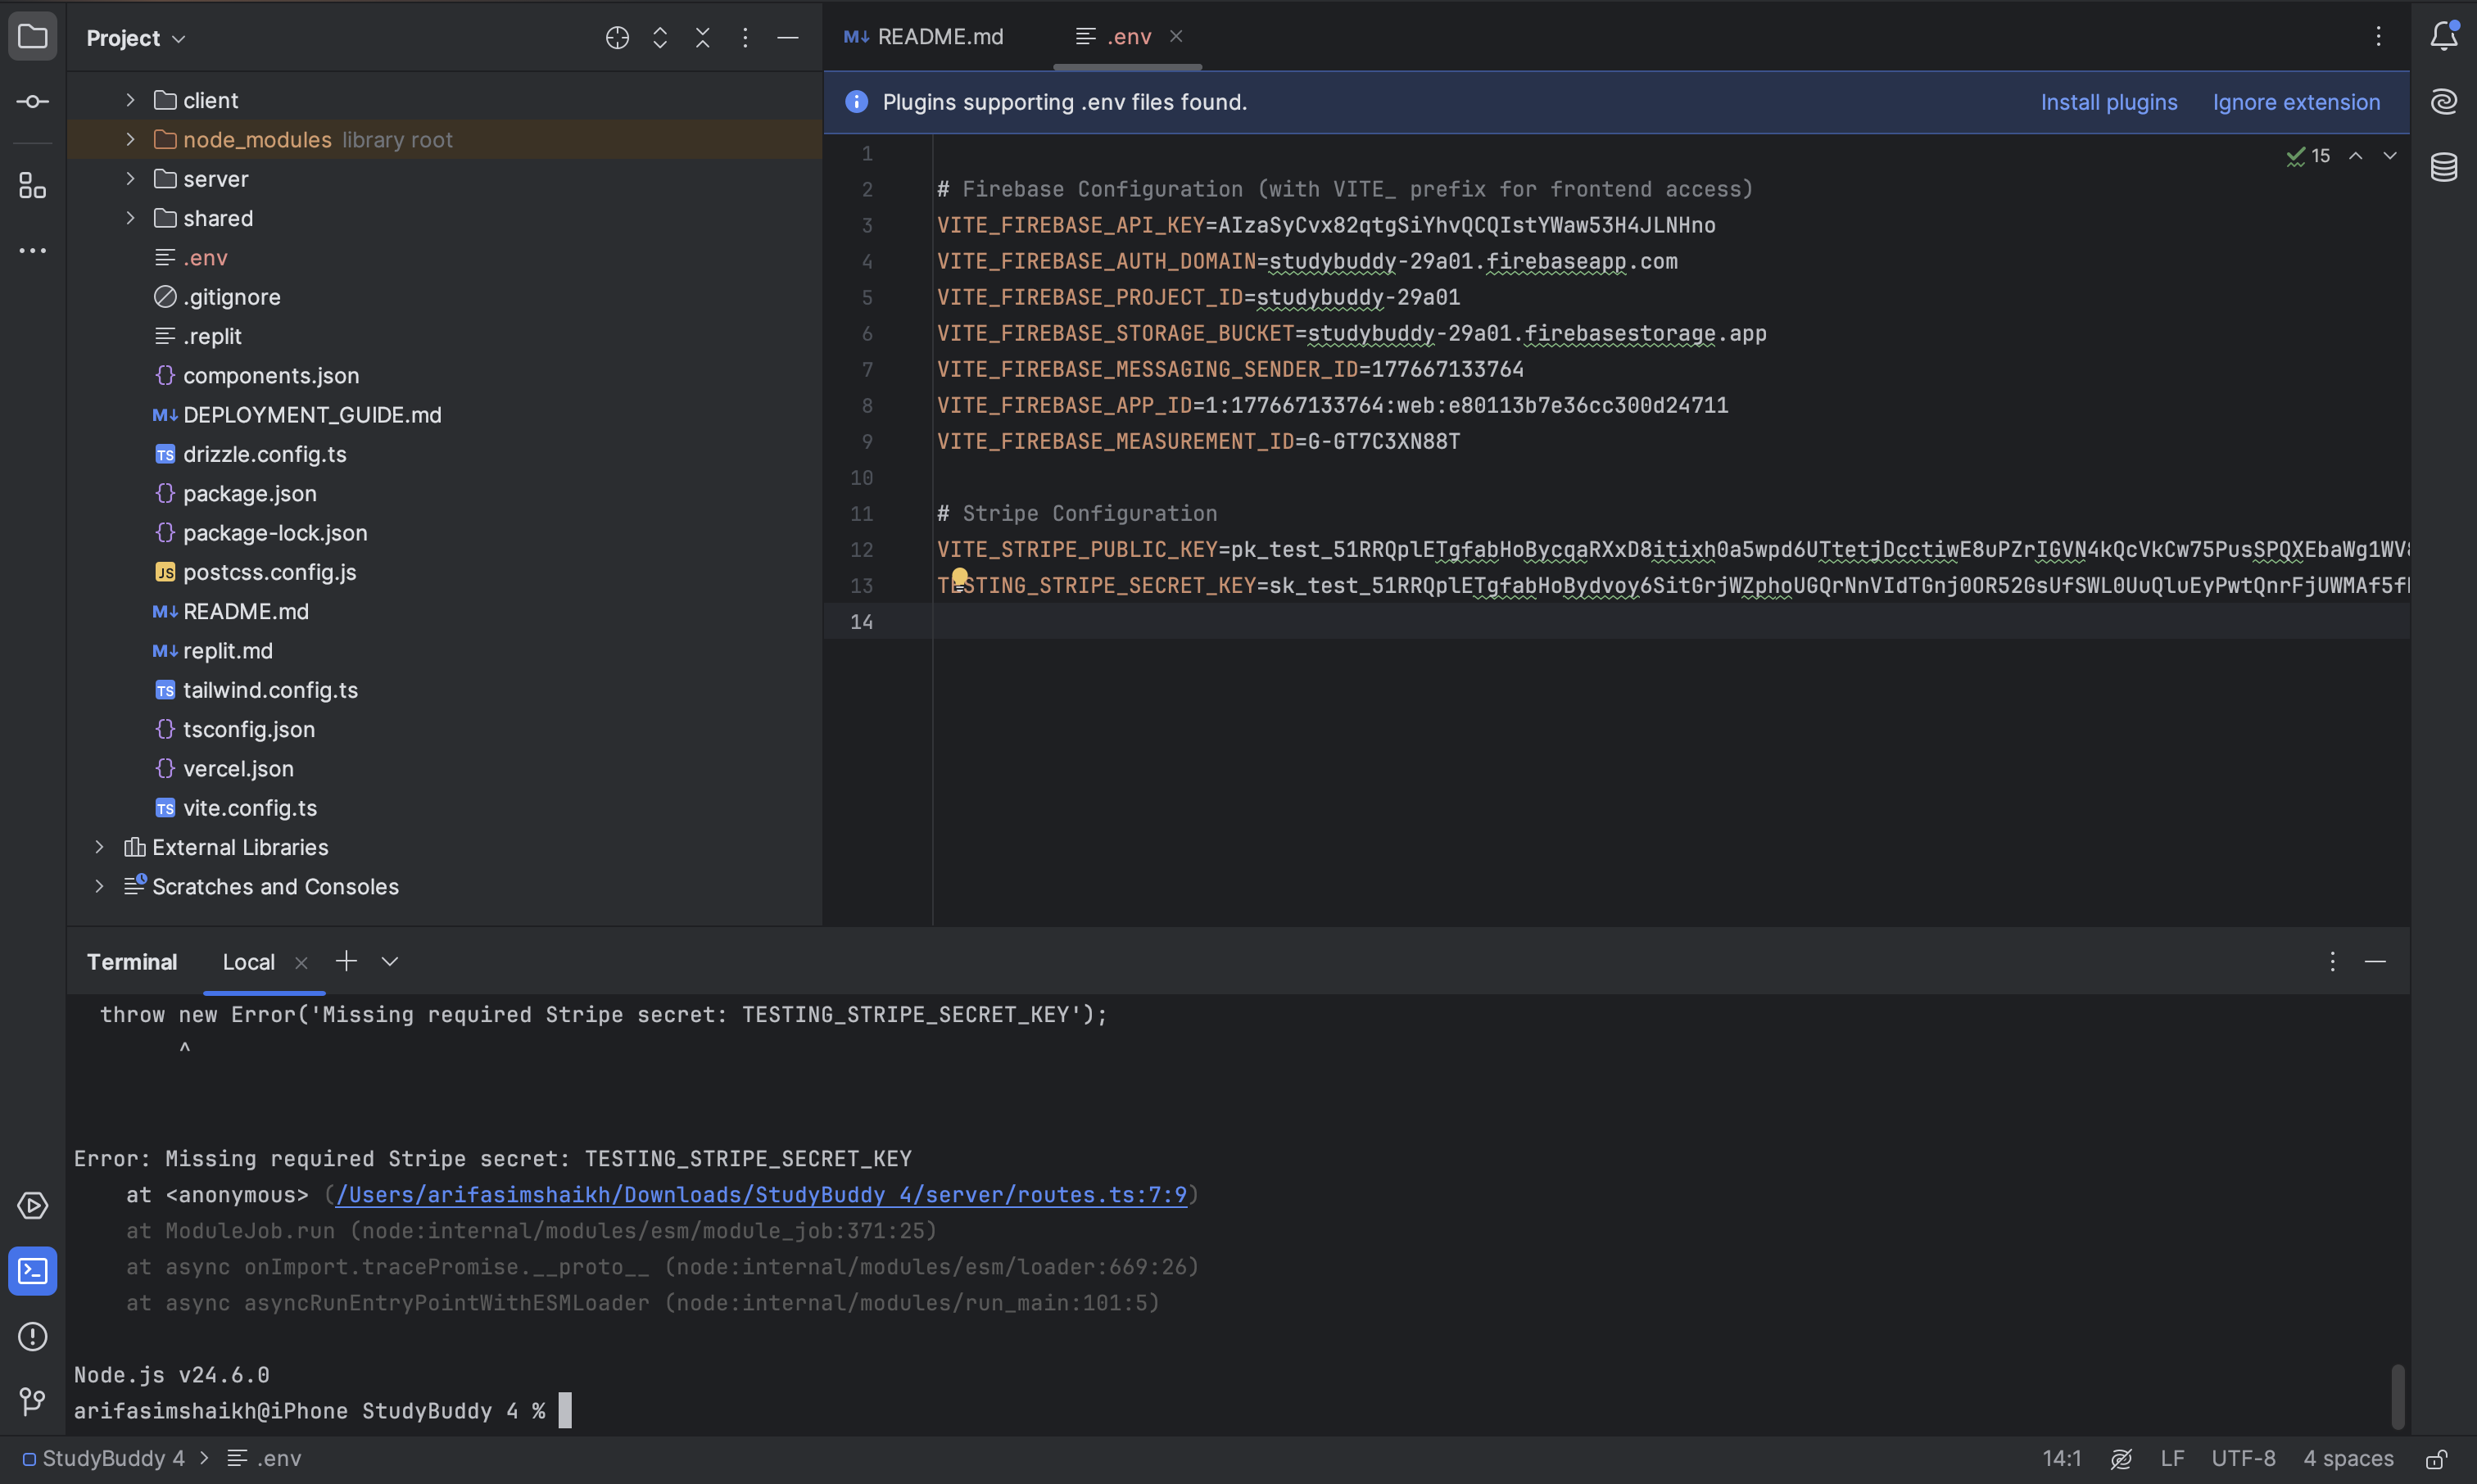 Project
client
node_modules library root
server
shared
.env
.gitignore
.replit
components.json
DEPLOYMENT_GUIDE.md
drizzle.config.ts
package.json
package-lock.json
postcss.config.js
README.md
replit.md
tailwind.config.ts
tsconfig.json
vercel.json
vite.config.ts
External Libraries
Scratches and Consoles
README.md
.env
Plugins supporting .env files found.
Install plugins
Ignore extension
15
1
2 # Firebase Configuration (with VITE_ prefix for frontend access)
3 VITE_FIREBASE_API_KEY=[redacted]
4 VITE_FIREBASE_AUTH_DOMAIN=studybuddy-29a01.firebaseapp.com
5 VITE_FIREBASE_PROJECT_ID=studybuddy-29a01
6 VITE_FIREBASE_STORAGE_BUCKET=studybuddy-29a01.firebasestorage.app
7 VITE_FIREBASE_MESSAGING_SENDER_ID=177667133764
8 VITE_FIREBASE_APP_ID=1:177667133764:web:e80113b7e36cc300d24711
9 VITE_FIREBASE_MEASUREMENT_ID=G-GT7C3XN88T
10
11 # Stripe Configuration
12 VITE_STRIPE_PUBLIC_KEY=[redacted]
13 TESTING_STRIPE_SECRET_KEY=[redacted]
14
Terminal
Local
throw new Error('Missing required Stripe secret: TESTING_STRIPE_SECRET_KEY');
^
Error: Missing required Stripe secret: TESTING_STRIPE_SECRET_KEY
at <anonymous> (/Users/arifasimshaikh/Downloads/StudyBuddy 4/server/routes.ts:7:9)
at ModuleJob.run (node:internal/modules/esm/module_job:371:25)
at async onImport.tracePromise.__proto__ (node:internal/modules/esm/loader:669:26)
at async asyncRunEntryPointWithESMLoader (node:internal/modules/run_main:101:5)
Node.js v24.6.0
arifasimshaikh@iPhone StudyBuddy 4 %
StudyBuddy 4 > .env
14:1 LF UTF-8 4 spaces